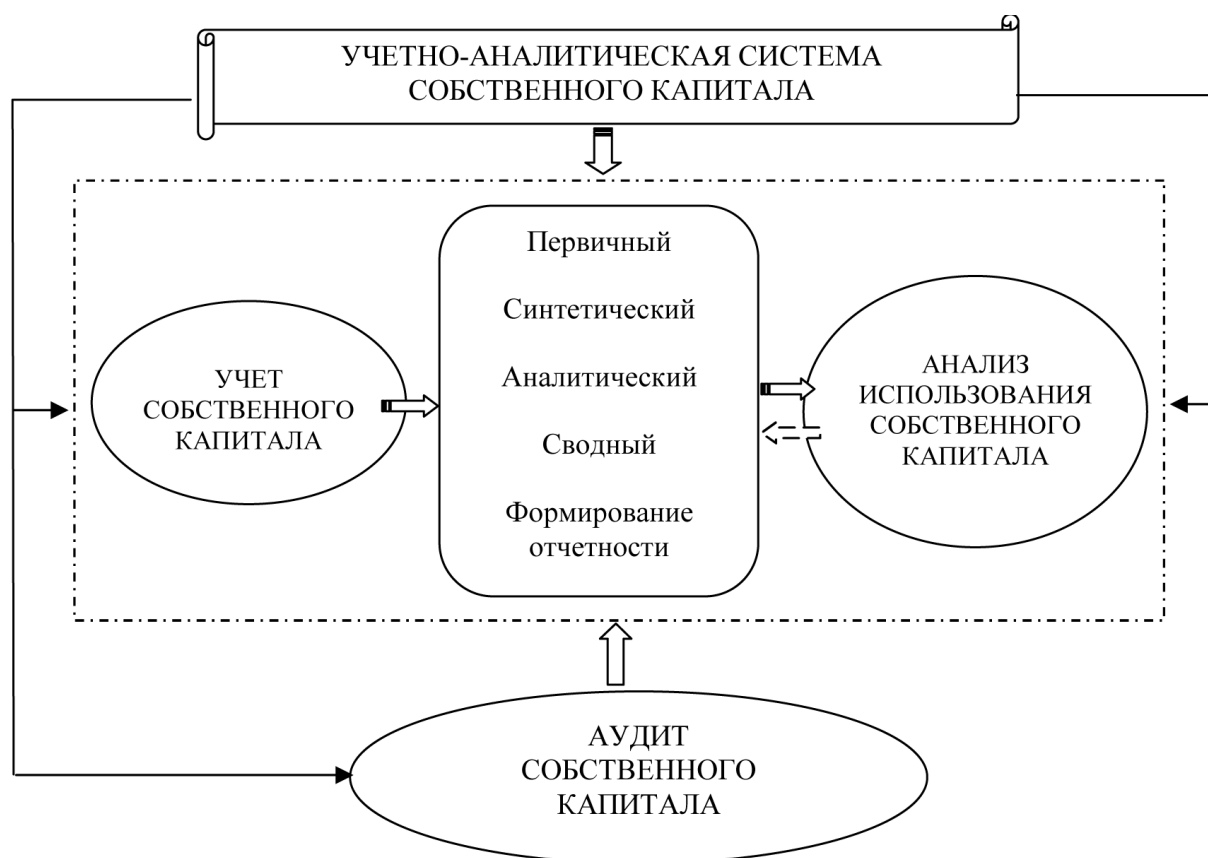 УЧЕТНО-АНАЛИТИЧЕСКАЯ СИСТЕМА
СОБСТВЕННОГО КАПИТАЛА
УЧЕТ
СОБСТВЕННОГО
КАПИТАЛА
Первичный
Синтетический
Аналитический
Сводный
Формирование
отчетности
АНАЛИЗ
ИСПОЛЬЗОВАНИЯ
СОБСТВЕННОГО
КАПИТАЛА
АУДИТ
СОБСТВЕННОГО
КАПИТАЛА